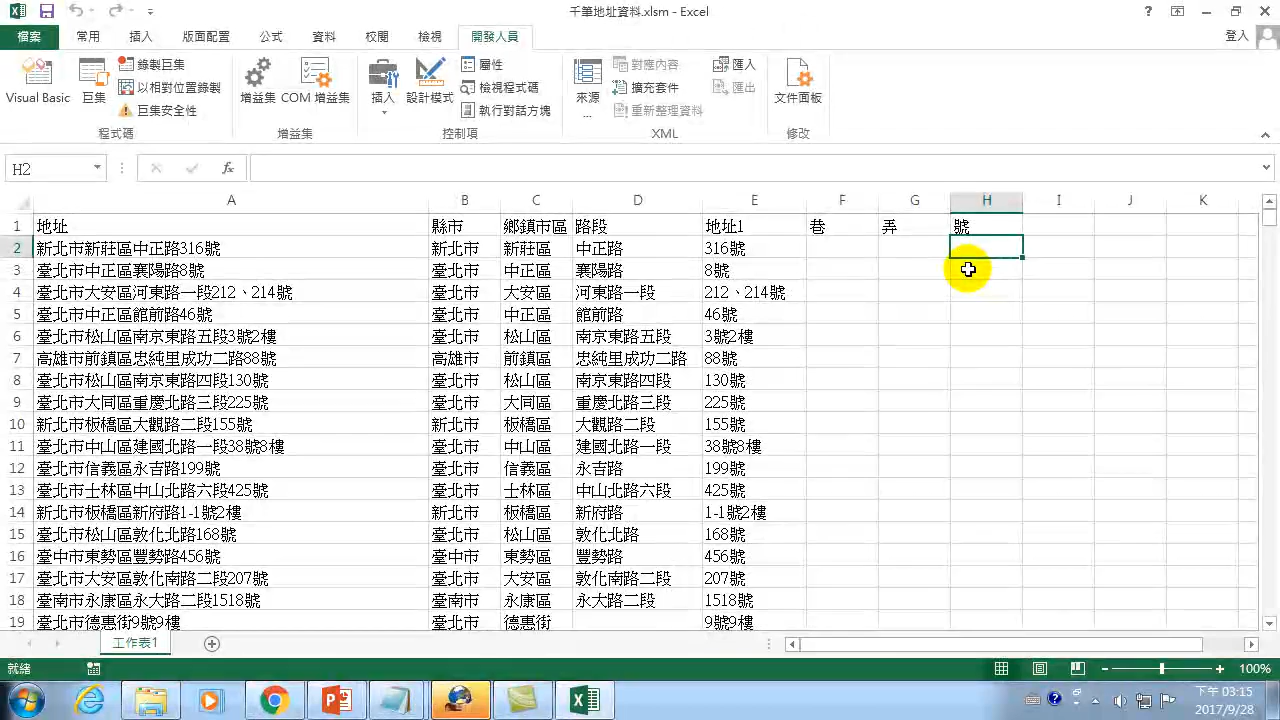 千筆地址資料.xlsm - Excel
檔案 常用 插入 版面配置 公式 資料 校閱 檢視 開發人員 登入
Visual Basic 巨集 錄製巨集 以相對位置錄製 巨集安全性 程式碼
增益集 COM 增益集 增益集
插入 設計模式 屬性 檢視程式碼 執行對話方塊 控制項
來源 ... 對應內容 擴充套件 重新整理資料 匯入 匯出 XML
文件面板 修改
H2 fx
A B C D E F G H I J K
1 地址 縣市 鄉鎮市區 路段 地址1 巷 弄 號
2 新北市新莊區中正路316號 新北市 新莊區 中正路 316號
3 臺北市中正區襄陽路8號 臺北市 中正區 襄陽路 8號
4 臺北市大安區河東路一段212、214號 臺北市 大安區 河東路一段 212、214號
5 臺北市中正區館前路46號 臺北市 中正區 館前路 46號
6 臺北市松山區南京東路五段3號2樓 臺北市 松山區 南京東路五段 3號2樓
7 高雄市前鎮區忠純里成功二路88號 高雄市 前鎮區 忠純里成功二路 88號
8 臺北市松山區南京東路四段130號 臺北市 松山區 南京東路四段 130號
9 臺北市大同區重慶北路三段225號 臺北市 大同區 重慶北路三段 225號
10 新北市板橋區大觀路二段155號 新北市 板橋區 大觀路二段 155號
11 臺北市中山區建國北路一段38號8樓 臺北市 中山區 建國北路一段 38號8樓
12 臺北市信義區永吉路199號 臺北市 信義區 永吉路 199號
13 臺北市士林區中山北路六段425號 臺北市 士林區 中山北路六段 425號
14 新北市板橋區新府路1-1號2樓 新北市 板橋區 新府路 1-1號2樓
15 臺北市松山區敦化北路168號 臺北市 松山區 敦化北路 168號
16 臺中市東勢區豐勢路456號 臺中市 東勢區 豐勢路 456號
17 臺北市大安區敦化南路二段207號 臺北市 大安區 敦化南路二段 207號
18 臺南市永康區永大路二段1518號 臺南市 永康區 永大路二段 1518號
19 臺北市德惠街9號9樓 臺北市 德惠街 9號9樓
工作表1
就緒 100%
下午 03:15
2017/9/28